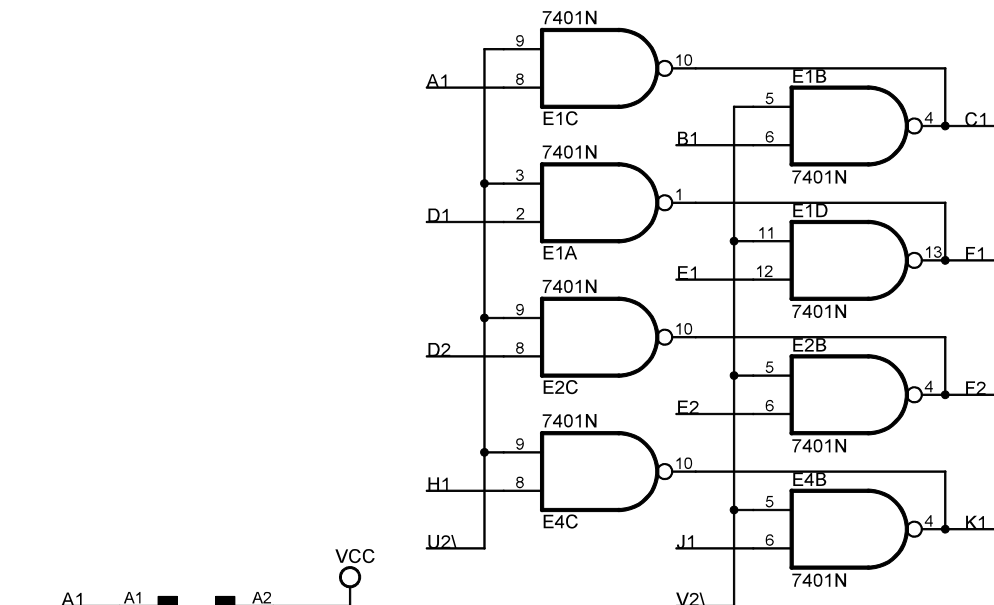 7401N
9
10
A1
8
E1C
E1B
5
4
C1
B1
6
7401N
7401N
3
1
D1
2
E1A
E1D
11
13
F1
E1
12
7401N
7401N
9
10
D2
8
E2C
E2B
5
4
F2
E2
6
7401N
7401N
9
10
H1
8
E4C
E4B
5
4
K1
U2\
J1
6
7401N
VCC
A1
A1
A2
V2\